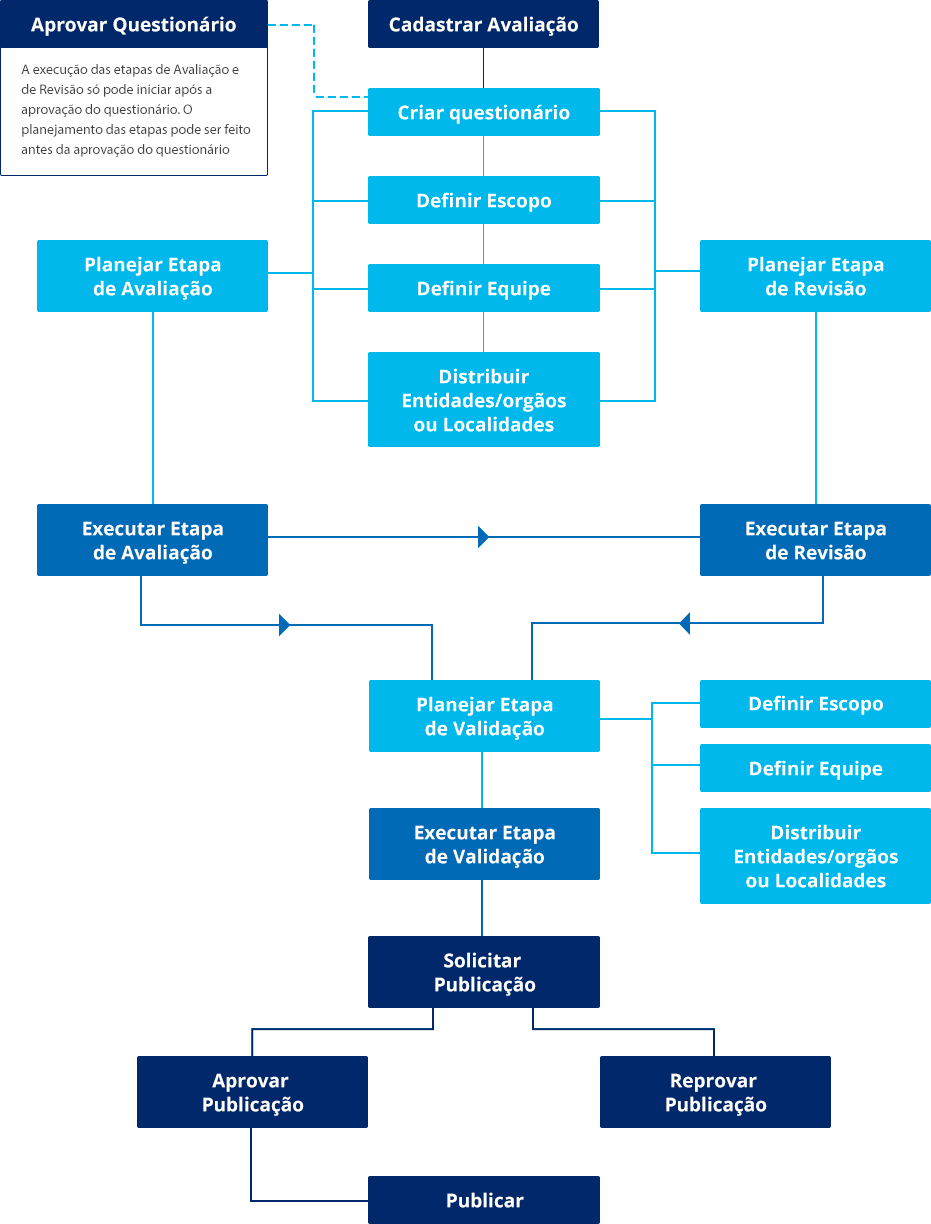 Aprovar Questionário
A execução das etapas de Avaliação e
de Revisão só pode iniciar após a
aprovação do questionário. O
planejamento das etapas pode ser feito
antes da aprovação do questionário
Cadastrar Avaliação
Criar questionário
Definir Escopo
Definir Equipe
Distribuir
Entidades/orgãos
ou Localidades
Planejar Etapa
de Avaliação
Planejar Etapa
de Revisão
Executar Etapa
de Avaliação
Executar Etapa
de Revisão
Planejar Etapa
de Validação
Definir Escopo
Definir Equipe
Distribuir
Entidades/orgãos
ou Localidades
Executar Etapa
de Validação
Solicitar
Publicação
Aprovar
Publicação
Reprovar
Publicação
Publicar